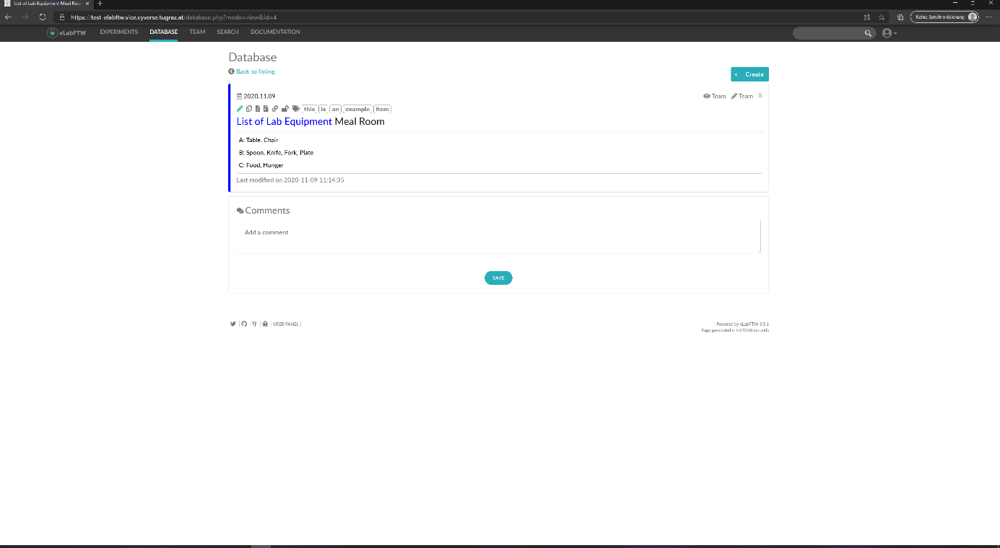 List of Lab Equipment Meal Roor
https://test-elabftw.vice.cyverse.tugraz.at/database.php?mode=view&id=4
Keine Synchronisierung
eLabFTW EXPERIMENTS DATABASE TEAM SEARCH DOCUMENTATION
Database
Back to listing
Create
2020.11.09 Team Team
this is an example item
List of Lab Equipment Meal Room
A: Table, Chair
B: Spoon, Knife, Fork, Plate
C: Food, Hunger
Last modified on 2020-11-09 11:14:35
Comments
Add a comment
SAVE
USER PANEL
Powered by eLabFTW 3.5.6
Page generated in 0.01268 seconds